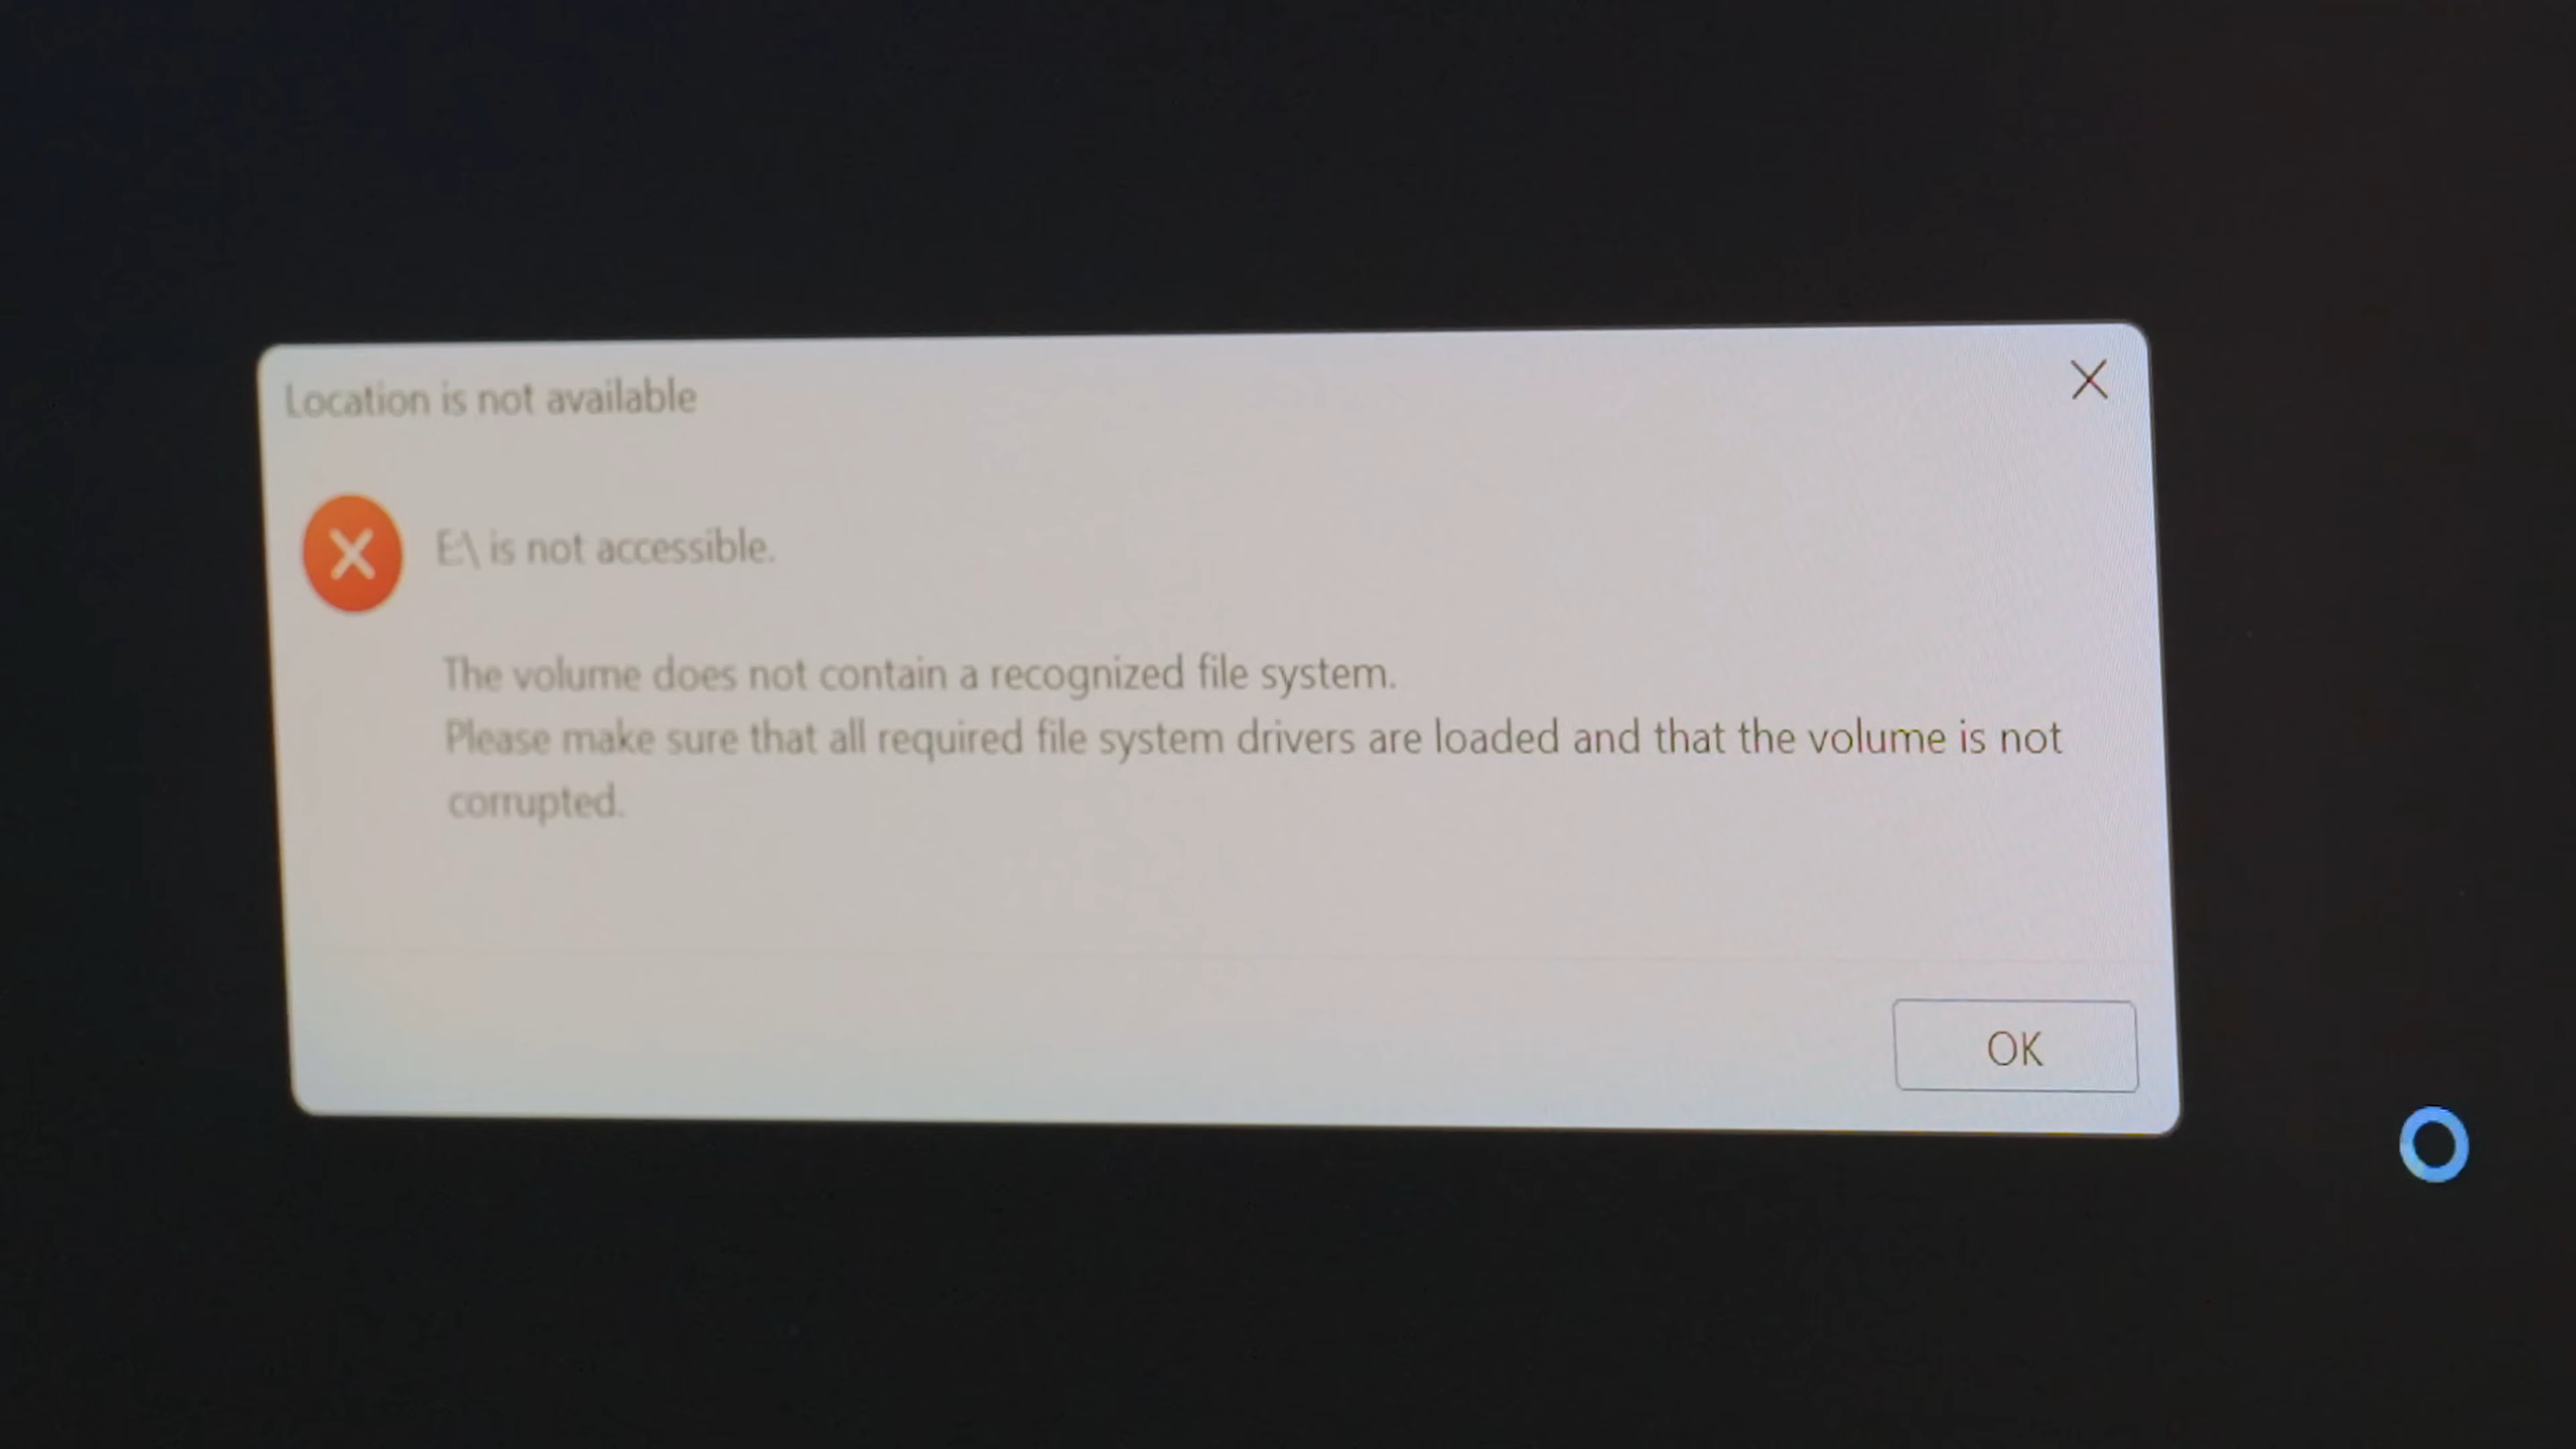 Location is not available
E:\ is not accessible.
The volume does not contain a recognized file system.
Please make sure that all required file system drivers are loaded and that the volume is not
corrupted.
OK